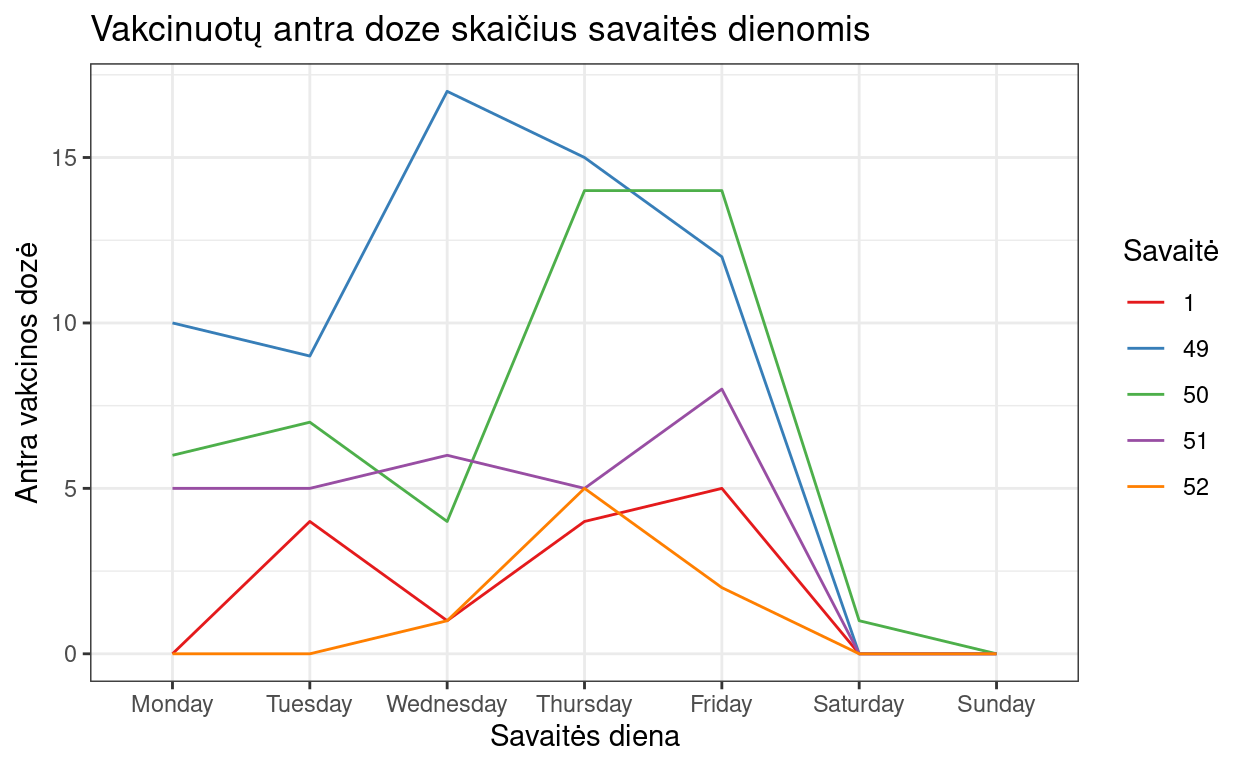 Vakcinuotų antra doze skaičius savaitės dienomis
Antra vakcinos dozė
15
10
5
0
Monday Tuesday Wednesday Thursday Friday Saturday Sunday
Savaitės diena
Savaitė
1
49
50
51
52